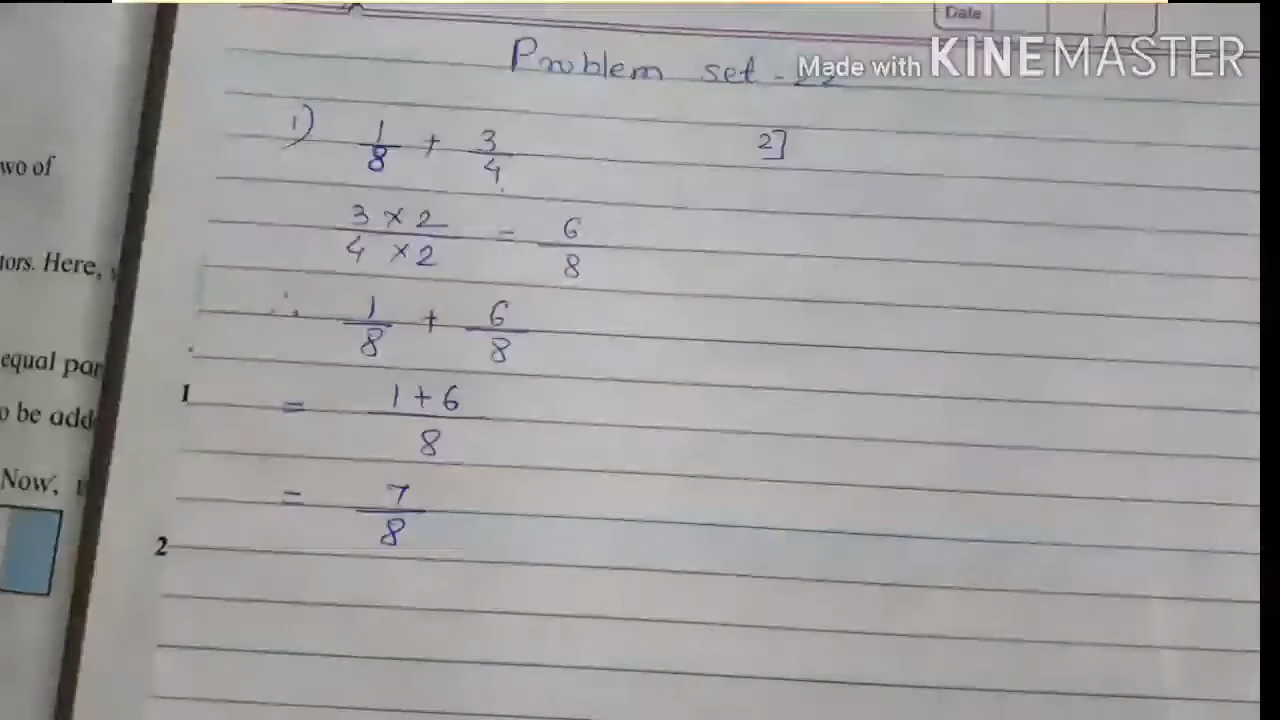 Date
Problem set - 22
Made with KINEMASTER
1) 1/8 + 3/4
2]
3 × 2 / 4 × 2 = 6/8
∴ 1/8 + 6/8
= 1 + 6 / 8
= 7/8
wo of
tors. Here,
equal par
o be add
Now,
1
2